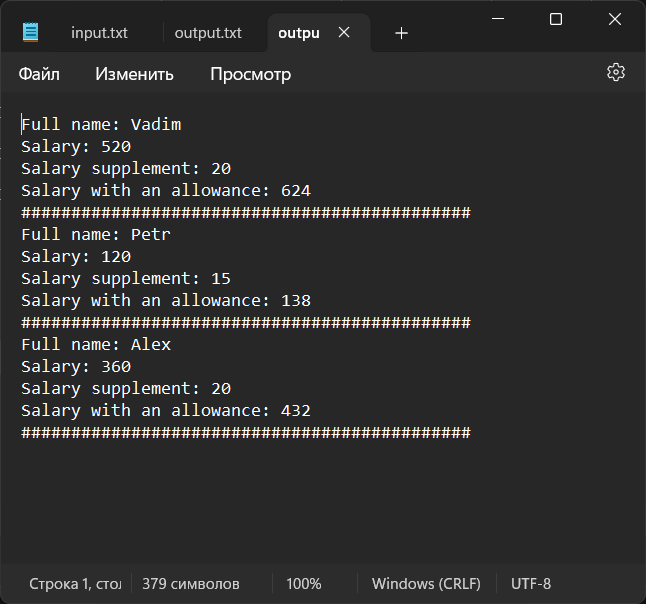 input.txt output.txt outpu
Файл Изменить Просмотр
Full name: Vadim
Salary: 520
Salary supplement: 20
Salary with an allowance: 624
#############################################
Full name: Petr
Salary: 120
Salary supplement: 15
Salary with an allowance: 138
#############################################
Full name: Alex
Salary: 360
Salary supplement: 20
Salary with an allowance: 432
#############################################
Строка 1, стол 379 символов 100% Windows (CRLF) UTF-8